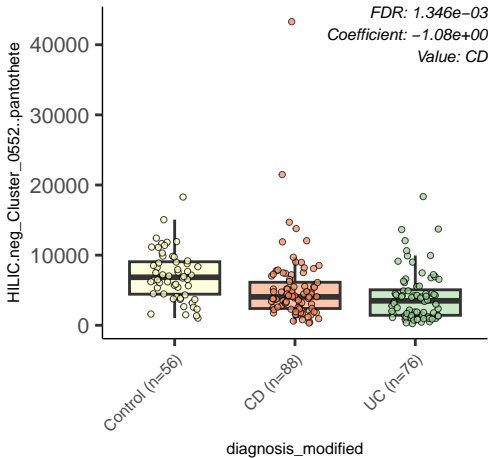 FDR: 1.346e−03
Coefficient: −1.08e+00
Value: CD
HILIC.neg_Cluster_0552..pantothete
40000
30000
20000
10000
0
Control (n=56)
CD (n=88)
UC (n=76)
diagnosis_modified